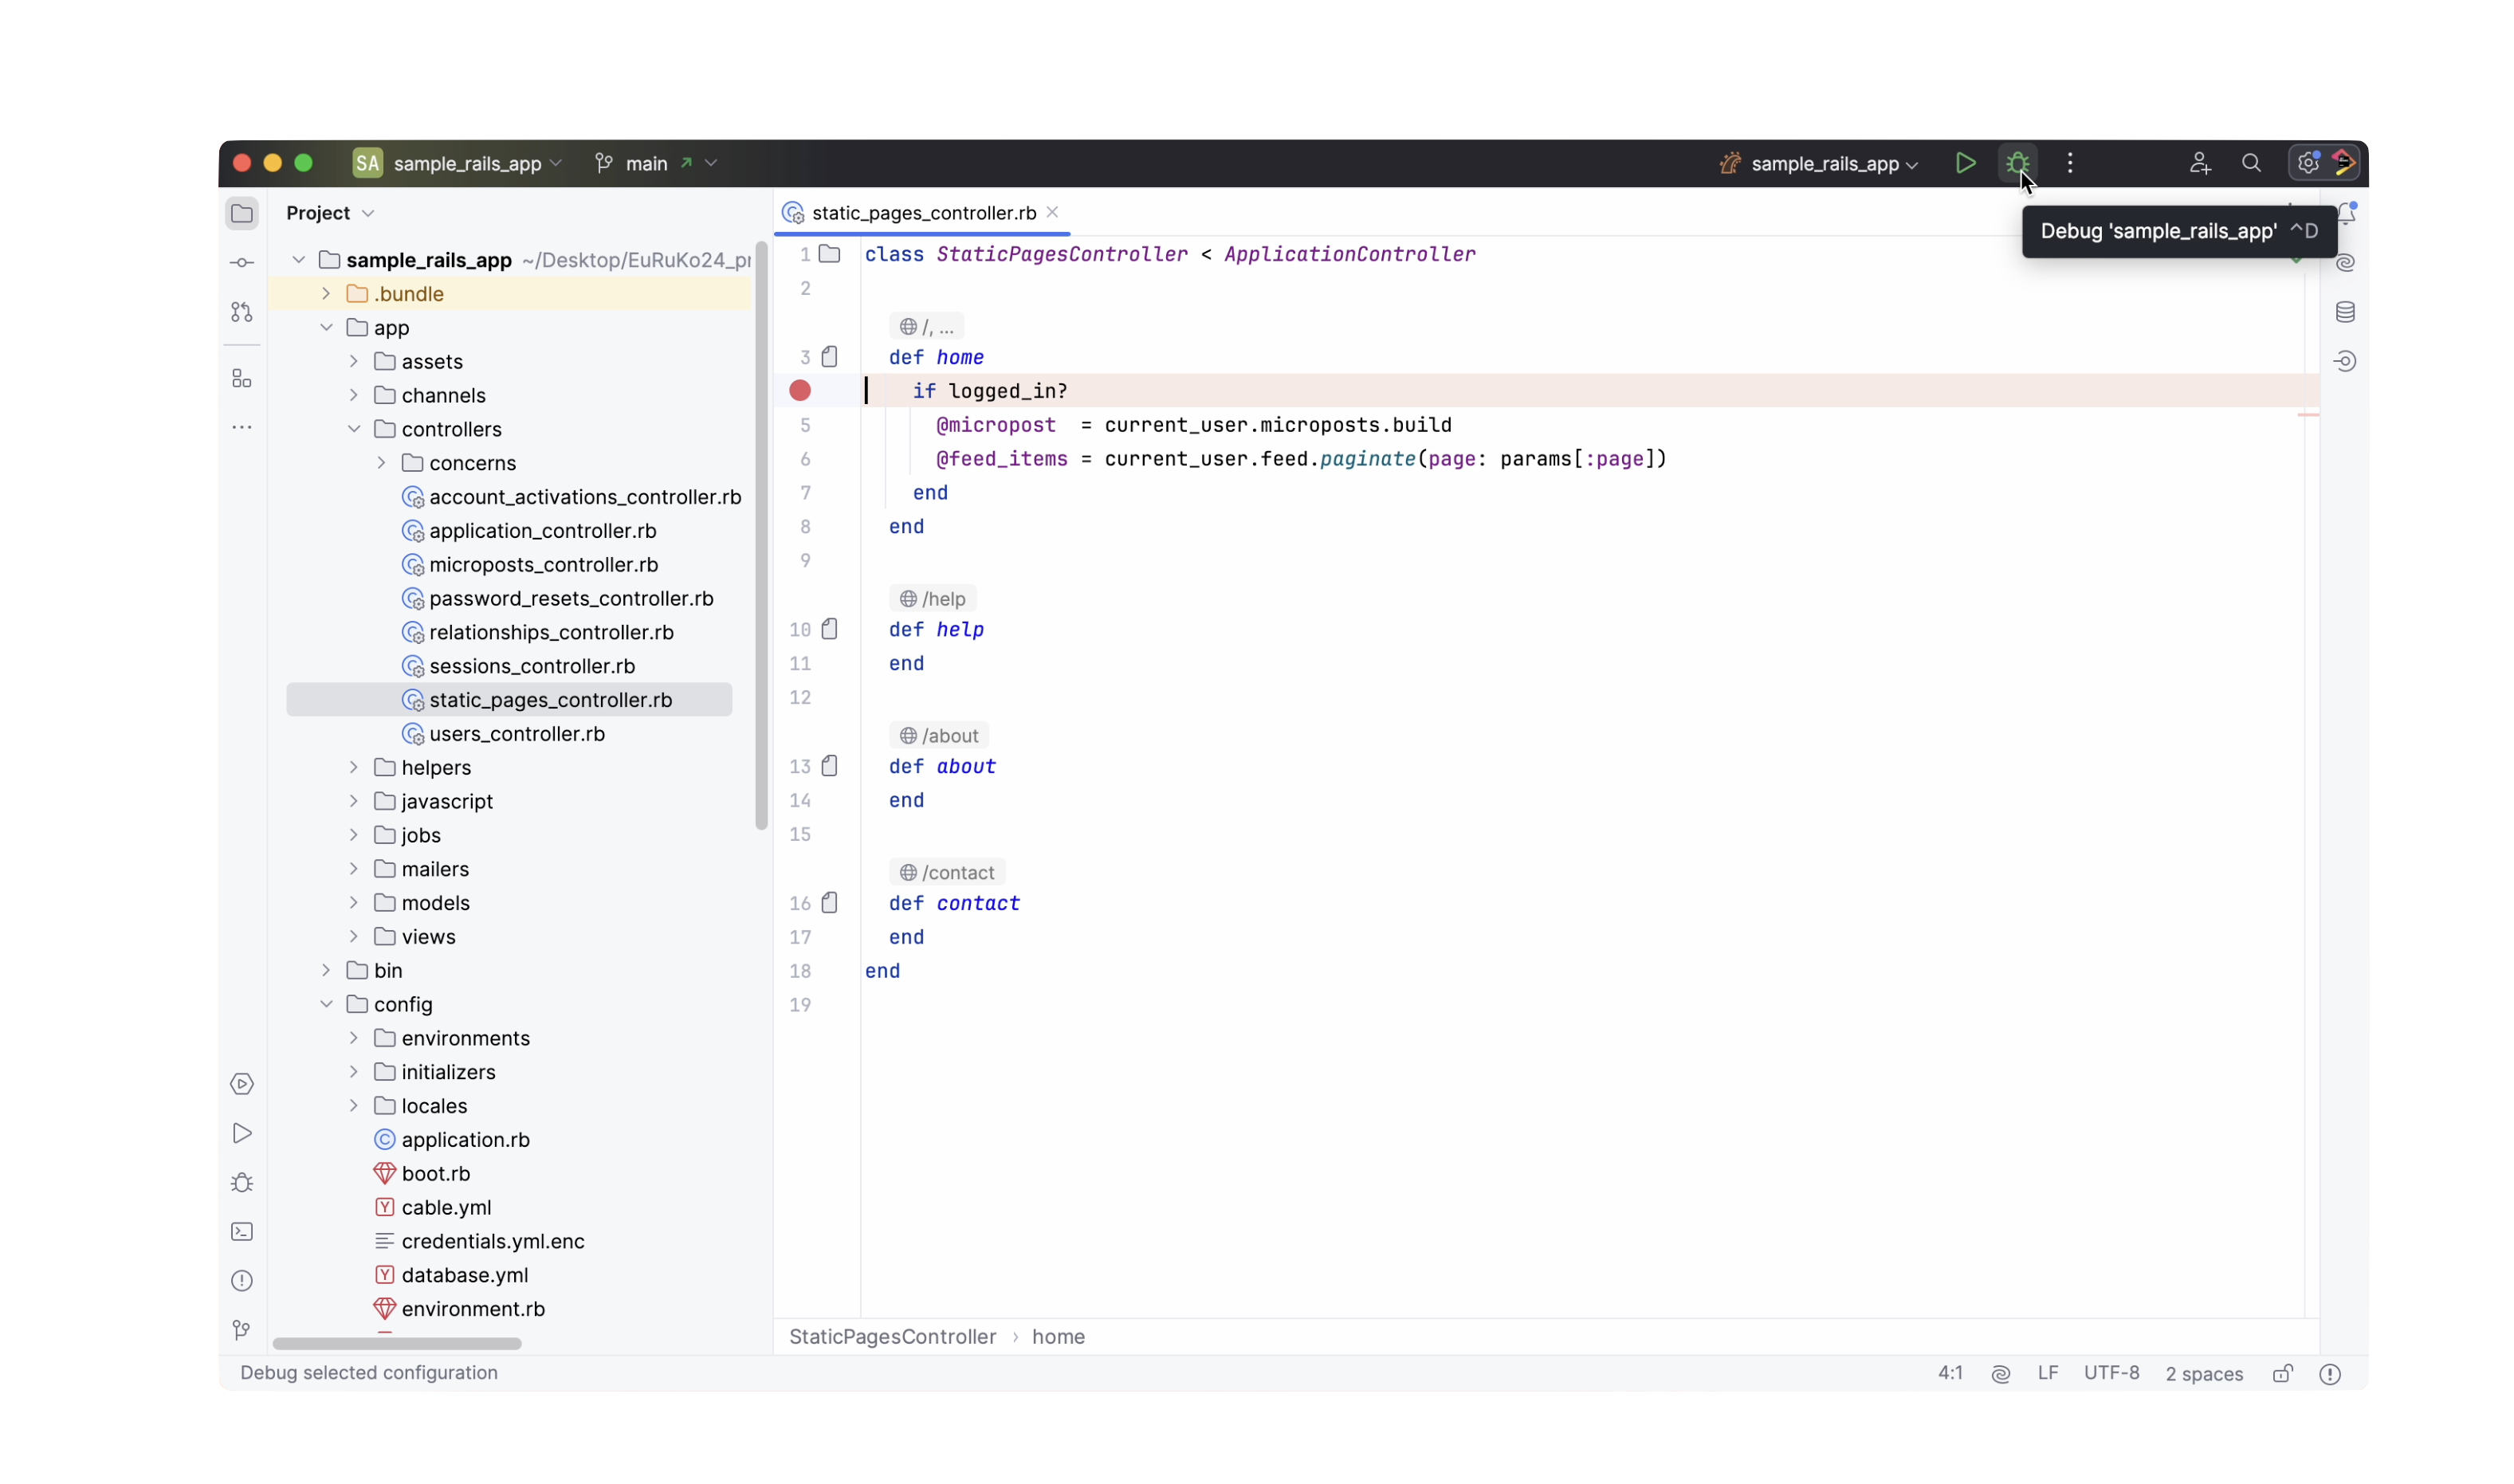 SA sample_rails_app main sample_rails_app
Project
static_pages_controller.rb
Debug 'sample_rails_app' ^D
sample_rails_app ~/Desktop/EuRuKo24_pr
.bundle
app
assets
channels
controllers
concerns
account_activations_controller.rb
application_controller.rb
microposts_controller.rb
password_resets_controller.rb
relationships_controller.rb
sessions_controller.rb
static_pages_controller.rb
users_controller.rb
helpers
javascript
jobs
mailers
models
views
bin
config
environments
initializers
locales
application.rb
boot.rb
cable.yml
credentials.yml.enc
database.yml
environment.rb
1 class StaticPagesController < ApplicationController
2
/, ...
3 def home
if logged_in?
5 @micropost = current_user.microposts.build
6 @feed_items = current_user.feed.paginate(page: params[:page])
7 end
8 end
9
/help
10 def help
11 end
12
/about
13 def about
14 end
15
/contact
16 def contact
17 end
18 end
19
StaticPagesController › home
Debug selected configuration
4:1 LF UTF-8 2 spaces